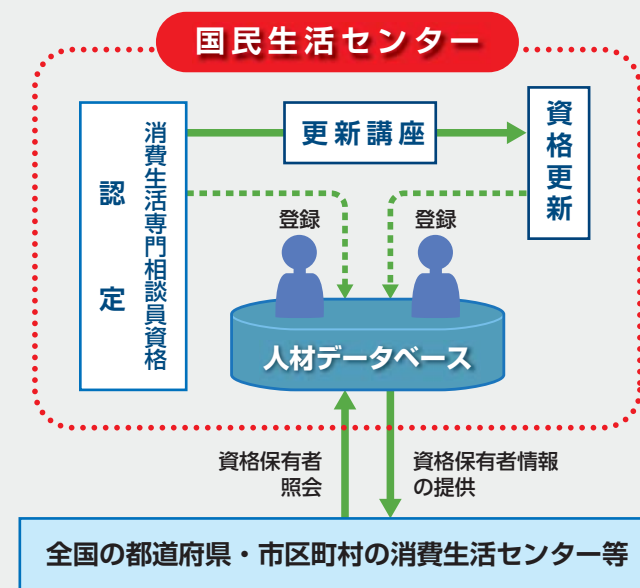 国民生活センター
消費生活専門相談員資格
認定
更新講座
資格更新
登録
登録
人材データベース
資格保有者
照会
資格保有者情報
の提供
全国の都道府県・市区町村の消費生活センター等